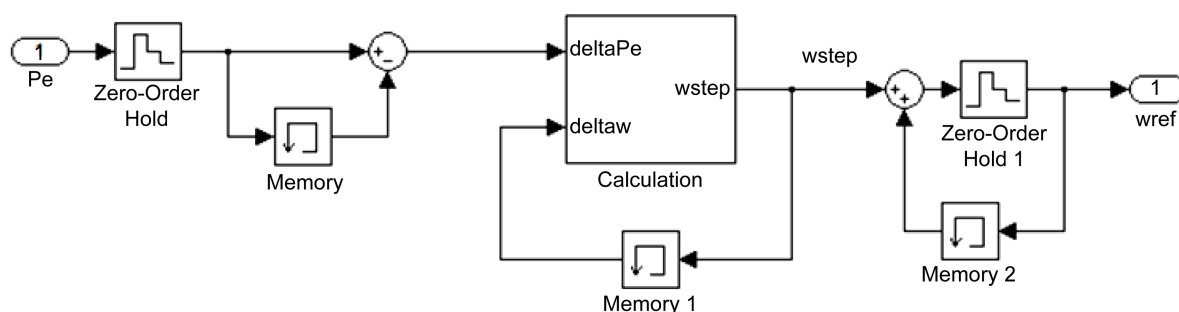 1
Pe
Zero-Order
Hold
+
−
Memory
deltaPe
deltaw
wstep
Calculation
Memory 1
wstep
+
+
Zero-Order
Hold 1
Memory 2
1
wref